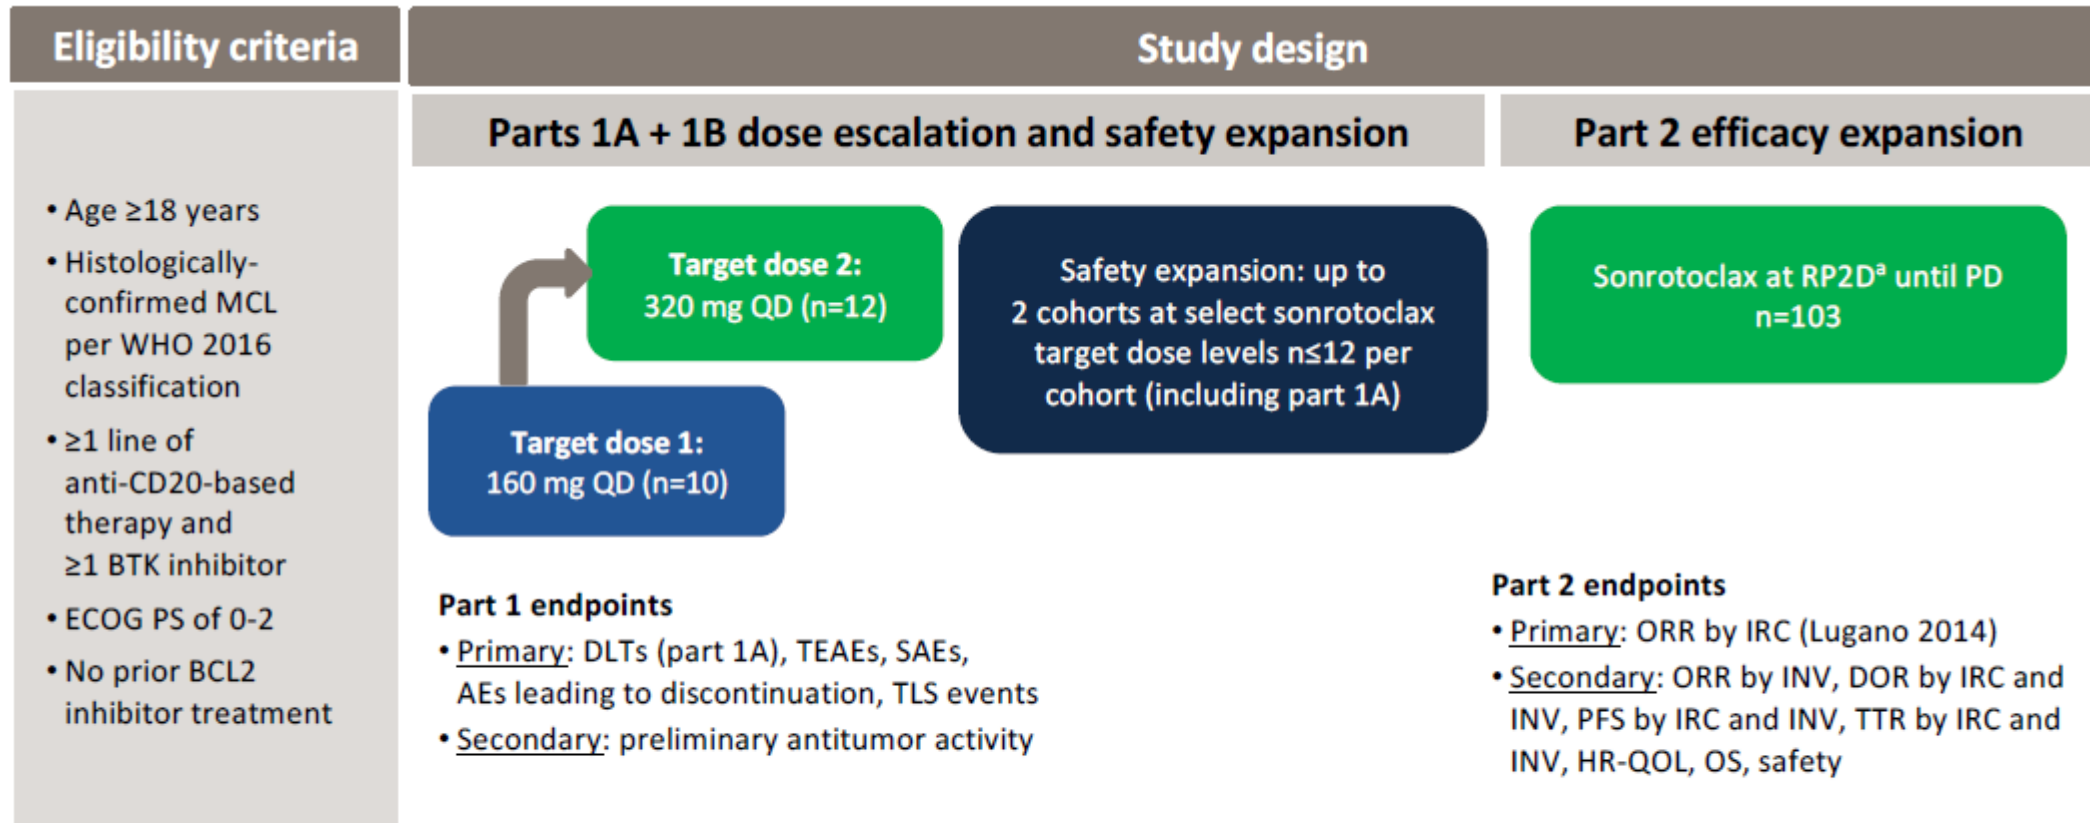 Eligibility criteria
• Age ≥18 years
• Histologically-
confirmed MCL
per WHO 2016
classification
• ≥1 line of
anti-CD20-based
therapy and
≥1 BTK inhibitor
• ECOG PS of 0-2
• No prior BCL2
inhibitor treatment
Study design
Parts 1A + 1B dose escalation and safety expansion
Target dose 2:
320 mg QD (n=12)
Target dose 1:
160 mg QD (n=10)
Safety expansion: up to
2 cohorts at select sonrotoclax
target dose levels n≤12 per
cohort (including part 1A)
Part 1 endpoints
• Primary: DLTs (part 1A), TEAEs, SAEs,
AEs leading to discontinuation, TLS events
• Secondary: preliminary antitumor activity
Part 2 efficacy expansion
Sonrotoclax at RP2Dᵃ until PD
n=103
Part 2 endpoints
• Primary: ORR by IRC (Lugano 2014)
• Secondary: ORR by INV, DOR by IRC and
INV, PFS by IRC and INV, TTR by IRC and
INV, HR-QOL, OS, safety